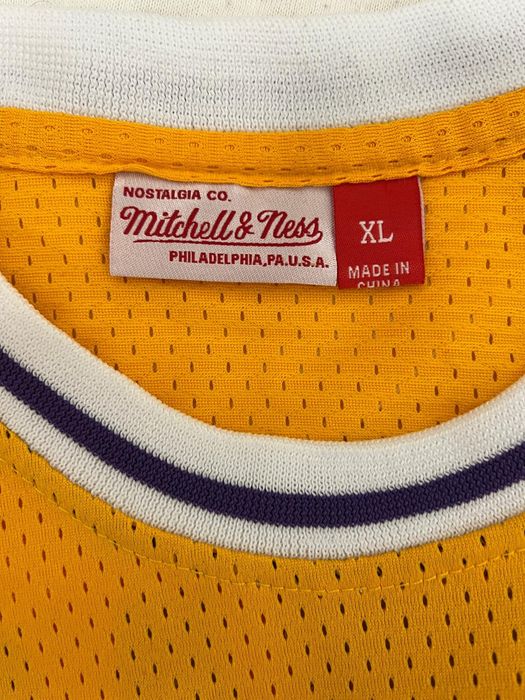 NOSTALGIA CO.
Mitchell & Ness
PHILADELPHIA, PA.U.S.A.
XL
MADE IN
CHINA